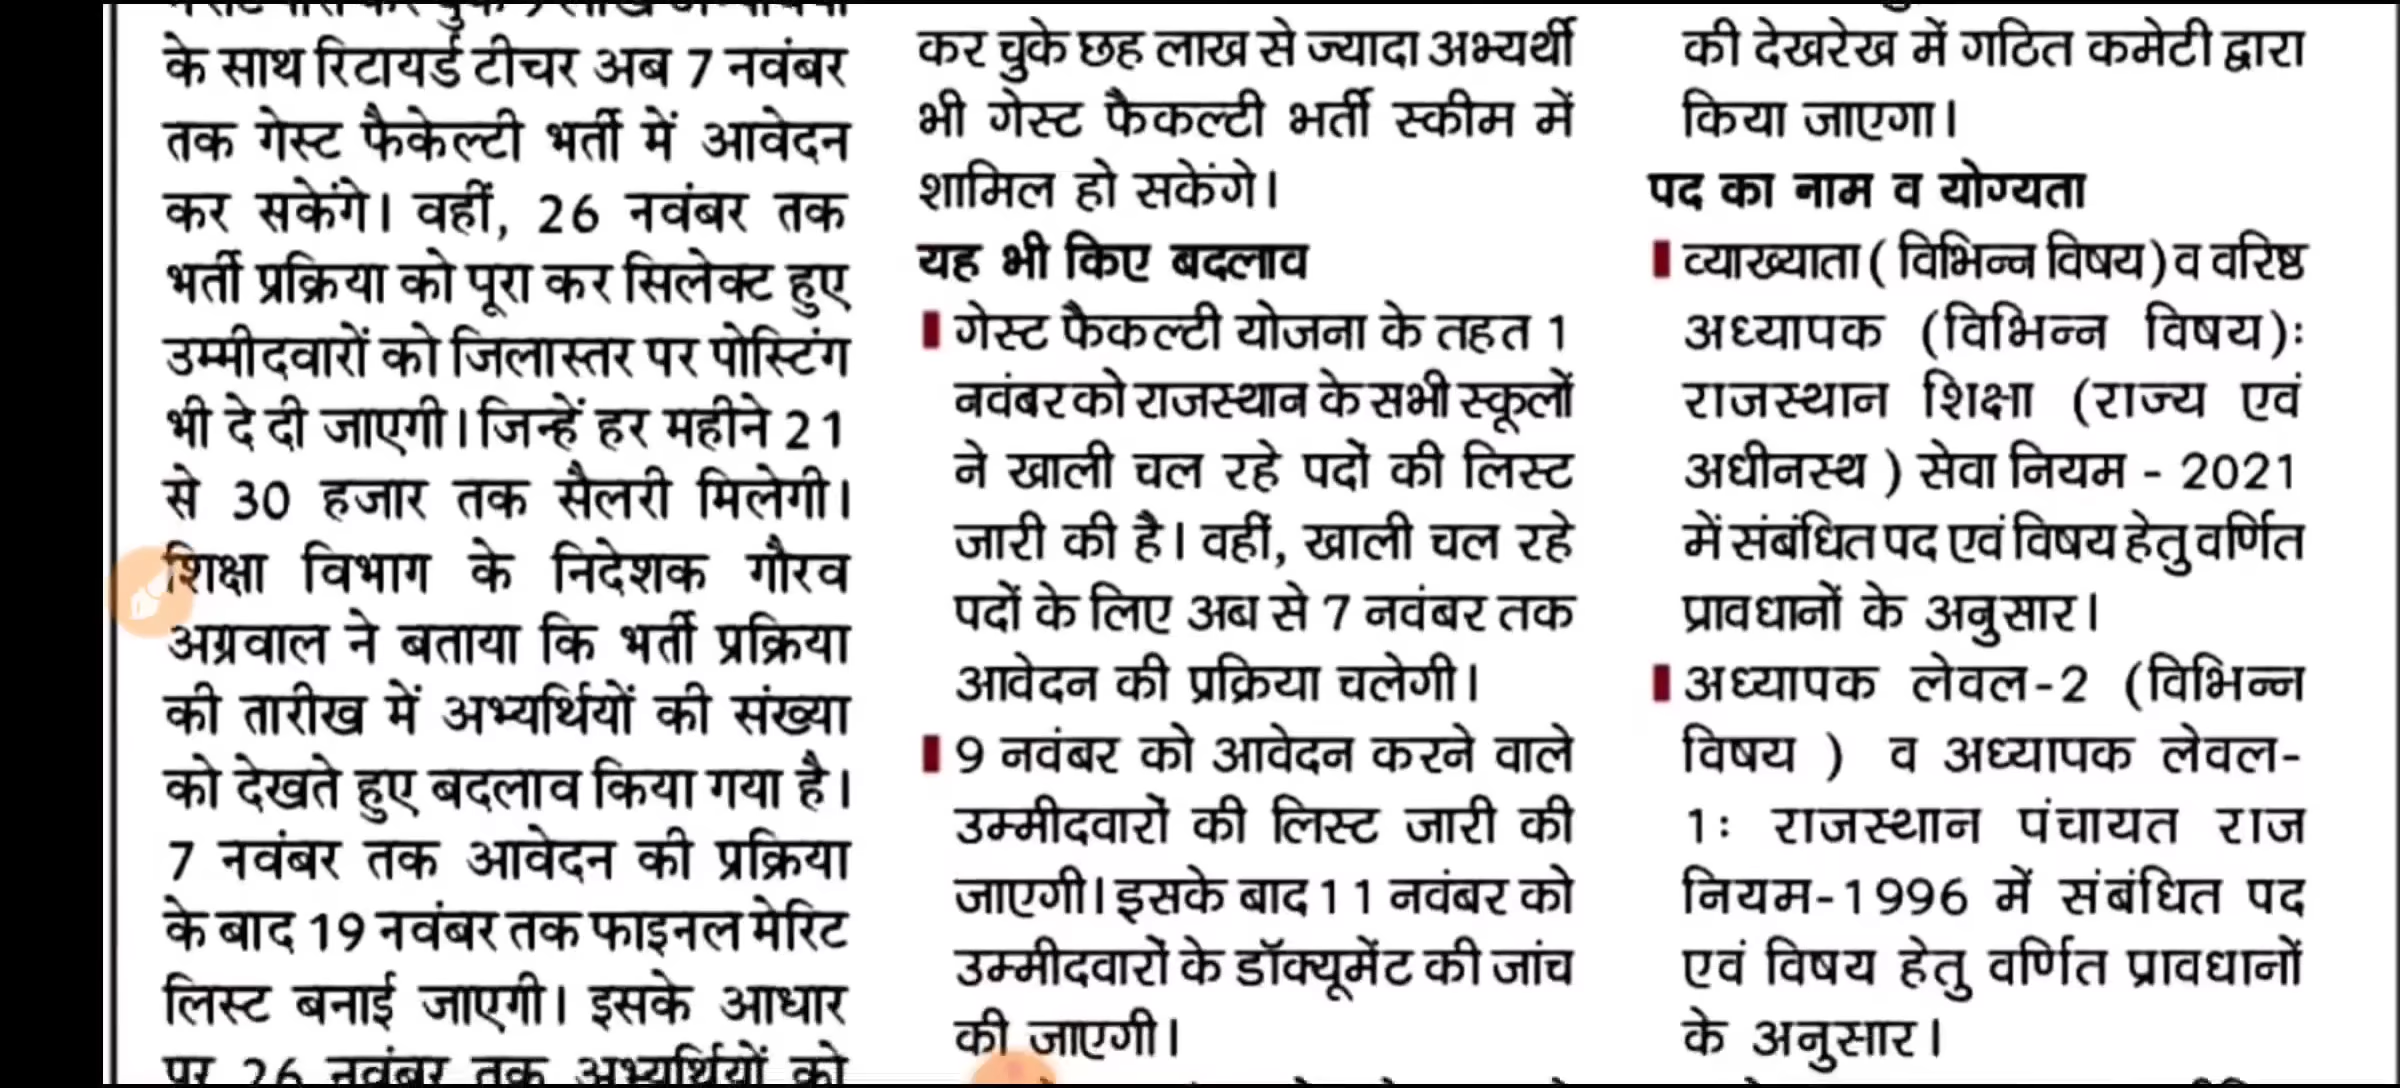 के साथ रिटायर्ड टीचर अब 7 नवंबर
तक गेस्ट फैकेल्टी भर्ती में आवेदन
कर सकेंगे। वहीं, 26 नवंबर तक
भर्ती प्रक्रिया को पूरा कर सिलेक्ट हुए
उम्मीदवारों को जिलास्तर पर पोस्टिंग
भी दे दी जाएगी। जिन्हें हर महीने 21
से 30 हजार तक सैलरी मिलेगी।
शिक्षा विभाग के निदेशक गौरव
अग्रवाल ने बताया कि भर्ती प्रक्रिया
की तारीख में अभ्यर्थियों की संख्या
को देखते हुए बदलाव किया गया है।
7 नवंबर तक आवेदन की प्रक्रिया
के बाद 19 नवंबर तक फाइनल मेरिट
लिस्ट बनाई जाएगी। इसके आधार
पर 26 नवंबर तक अभ्यर्थियों को
कर चुके छह लाख से ज्यादा अभ्यर्थी
भी गेस्ट फैकल्टी भर्ती स्कीम में
शामिल हो सकेंगे।
यह भी किए बदलाव
गेस्ट फैकल्टी योजना के तहत 1
नवंबर को राजस्थान के सभी स्कूलों
ने खाली चल रहे पदों की लिस्ट
जारी की है। वहीं, खाली चल रहे
पदों के लिए अब से 7 नवंबर तक
आवेदन की प्रक्रिया चलेगी।
9 नवंबर को आवेदन करने वाले
उम्मीदवारों की लिस्ट जारी की
जाएगी। इसके बाद 11 नवंबर को
उम्मीदवारों के डॉक्यूमेंट की जांच
की जाएगी।
की देखरेख में गठित कमेटी द्वारा
किया जाएगा।
पद का नाम व योग्यता
व्याख्याता ( विभिन्न विषय) व वरिष्ठ
अध्यापक (विभिन्न विषय):
राजस्थान शिक्षा (राज्य एवं
अधीनस्थ ) सेवा नियम - 2021
में संबंधित पद एवं विषय हेतु वर्णित
प्रावधानों के अनुसार।
अध्यापक लेवल-2 (विभिन्न
विषय ) व अध्यापक लेवल-
1: राजस्थान पंचायत राज
नियम-1996 में संबंधित पद
एवं विषय हेतु वर्णित प्रावधानों
के अनुसार।